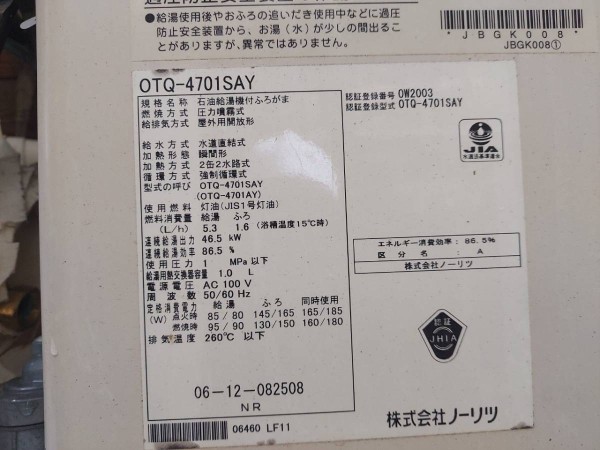 ●給湯使用後やおふろの追いだき使用中などに過圧
防止安全装置から、お湯（水）が少しの間出るこ
とがありますが、異常ではありません。
*JBGK008*
JBGK008①
OTQ-4701SAY
規格名称 石油給湯機付ふろがま
燃焼方式 圧力噴霧式
給排気方式 屋外用開放形
給水方式 水道直結式
加熱形態 瞬間形
加熱方式 2缶2水路式
循環方式 強制循環式
型式の呼び OTQ-4701SAY
(OTQ-4701AY)
使用燃料 灯油(JIS1号灯油)
燃料消費量 給湯 ふろ
(L/h) 5.3 1.6 (浴槽温度15℃時)
連続給湯出力 46.5 kW
連続給湯効率 86.5 %
使用圧力 1 MPa 以下
給湯用熱交換器容量 1.0 L
電源電圧 AC 100 V
周波数 50/60 Hz
定格消費電力 給湯 ふろ 同時使用
(W) 点火時 85/80 145/165 165/185
燃焼時 95/90 130/150 160/180
排気温度 260℃ 以下
06-12-082508
NR
06460 LF11
認証登録番号 OW2003
認証登録型式 OTQ-4701SAY
JIA
水道法基準適合
エネルギー消費効率：86.5%
区分名： A
株式会社ノーリツ
認証
JHIA
株式会社ノーリツ